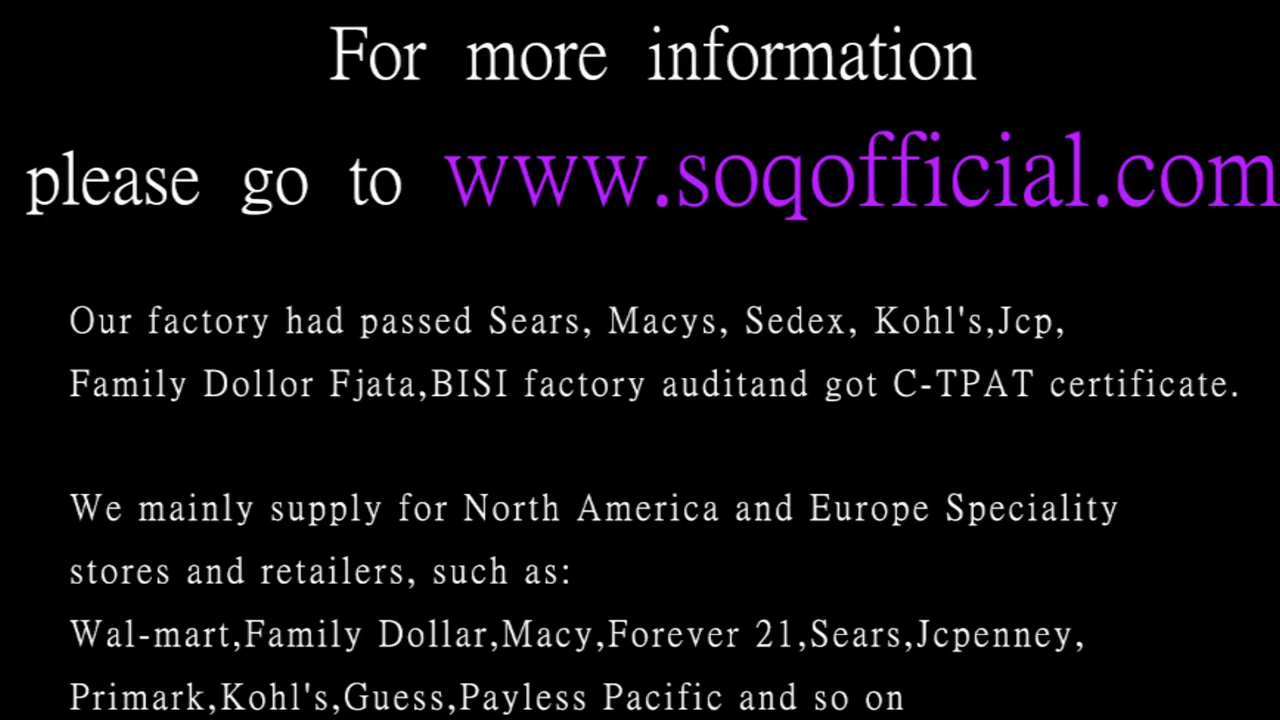 For more information
please go to www.soqofficial.com
Our factory had passed Sears, Macys, Sedex, Kohl's,Jcp,
Family Dollor Fjata,BISI factory auditand got C-TPAT certificate.
We mainly supply for North America and Europe Speciality
stores and retailers, such as:
Wal-mart,Family Dollar,Macy,Forever 21,Sears,Jcpenney,
Primark,Kohl's,Guess,Payless Pacific and so on